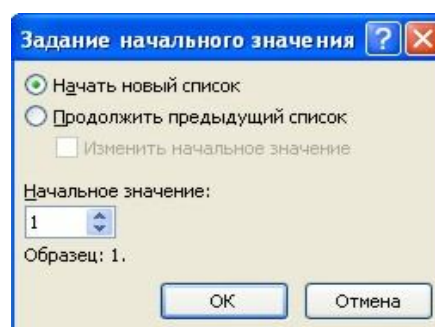 Задание начального значения
Начать новый список
Продолжить предыдущий список
Изменить начальное значение
Начальное значение:
1
Образец: 1.
ОК
Отмена